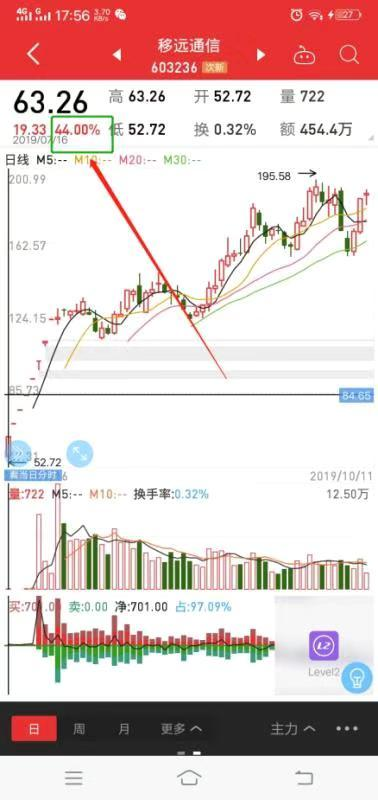 4G G 17:56 3.70 KB/s 27
移远通信
603236 次新
63.26 高 63.26 开 52.72 量 722
19.33 44.00% 低 52.72 换 0.32% 额 454.4万
2019/07/16
日线 M5:-- M10:-- M20:-- M30:--
200.99
195.58
162.57
124.15
85.73
84.65
52.72
看当日分时
2019/10/11
量:722 M5:-- M10:-- 换手率:0.32% 12.50万
买:701.00 卖:0.00 净:701.00 占:97.09%
L2
Level2
日 周 月 更多 主力